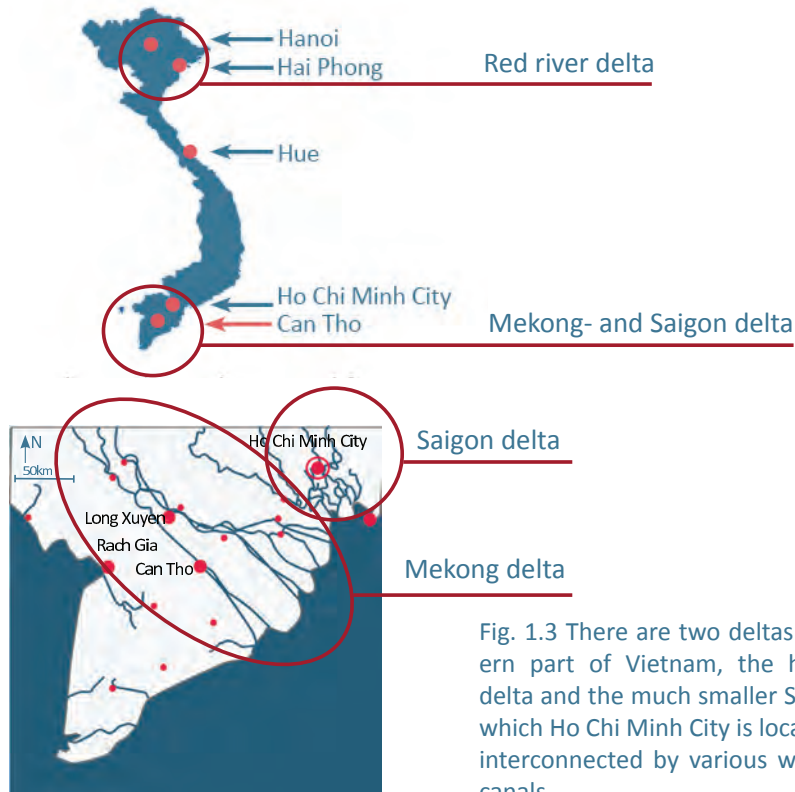 Hanoi
Hai Phong
Red river delta
Hue
Ho Chi Minh City
Can Tho
Mekong- and Saigon delta
N
50km
Ho Chi Minh City
Saigon delta
Long Xuyen
Rach Gia
Can Tho
Mekong delta
Fig. 1.3 There are two deltas
ern part of Vietnam, the h
delta and the much smaller S
which Ho Chi Minh City is loca
interconnected by various w
canals